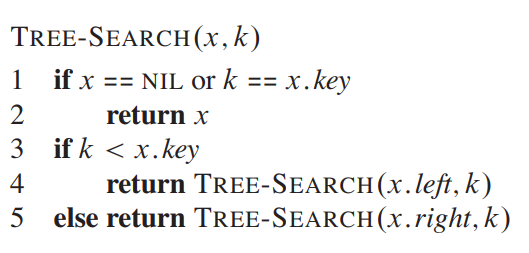 TREE-SEARCH(x, k)
1 if x == NIL or k == x.key
2 return x
3 if k < x.key
4 return TREE-SEARCH(x.left, k)
5 else return TREE-SEARCH(x.right, k)